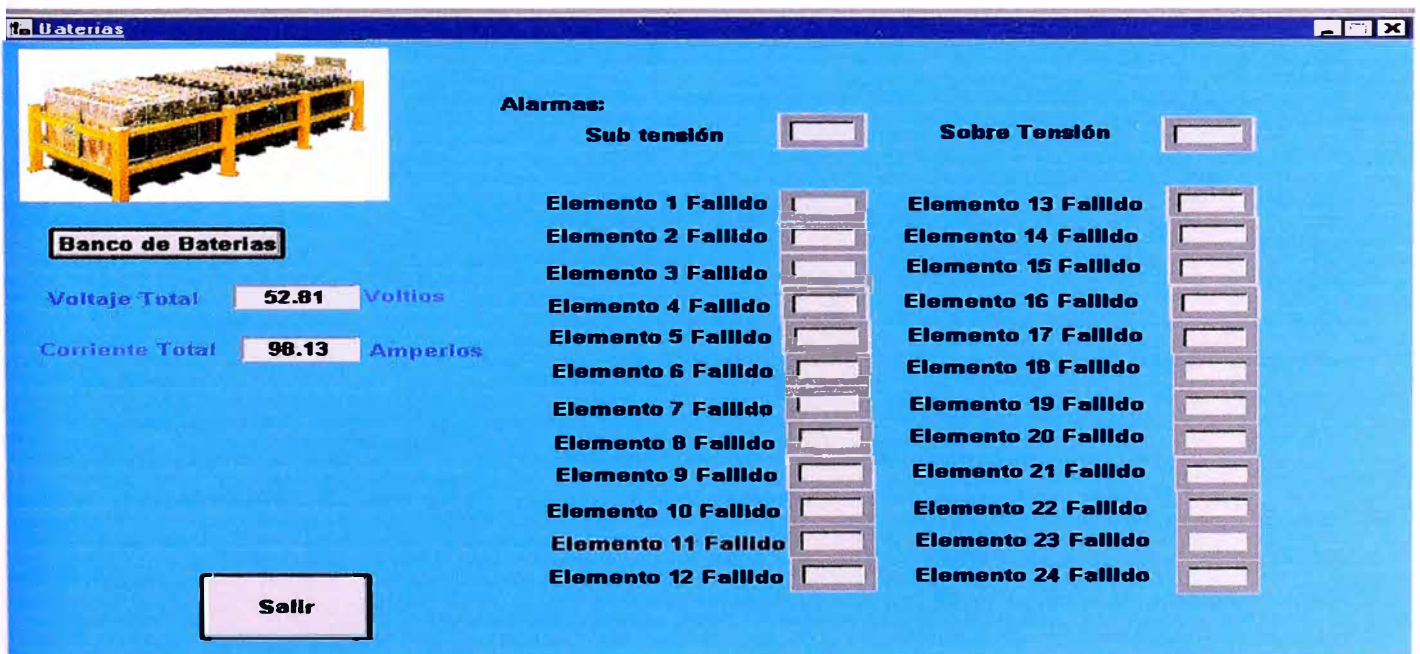 Baterias
Alarmas:
Sub tensión
Sobre Tensión
Elemento 1 Fallido
Elemento 13 Fallido
Elemento 2 Fallido
Elemento 14 Fallido
Banco de Baterias
Elemento 3 Fallido
Elemento 15 Fallido
Voltaje Total 52.81 Voltios
Elemento 4 Fallido
Elemento 16 Fallido
Elemento 5 Fallido
Elemento 17 Fallido
Corriente Total 98.13 Amperios
Elemento 6 Fallido
Elemento 18 Fallido
Elemento 7 Fallido
Elemento 19 Fallido
Elemento 8 Fallido
Elemento 20 Fallido
Elemento 9 Fallido
Elemento 21 Fallido
Elemento 10 Fallido
Elemento 22 Fallido
Elemento 11 Fallido
Elemento 23 Fallido
Elemento 12 Fallido
Elemento 24 Fallido
Salir